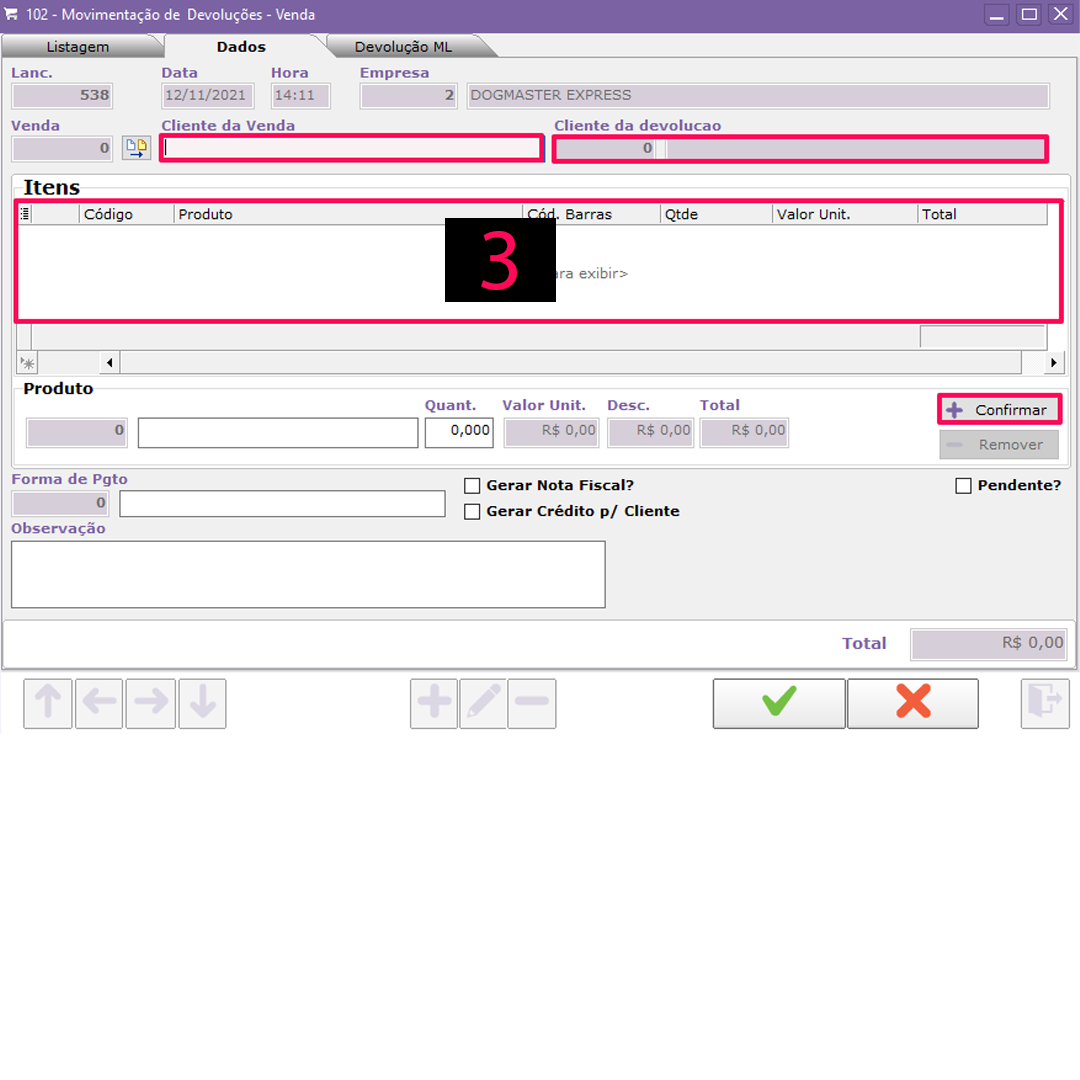 102 - Movimentação de Devoluções - Venda
Listagem Dados Devolução ML
Lanc. Data Hora Empresa
538 12/11/2021 14:11 2 DOGMASTER EXPRESS
Venda Cliente da Venda Cliente da devolucao
0 0
Itens
Código Produto Cód. Barras Qtde Valor Unit. Total
3 exibir>
Produto
Quant. Valor Unit. Desc. Total
Confirmar
0 0,000 R$ 0,00 R$ 0,00 R$ 0,00
Remover
Forma de Pgto
Gerar Nota Fiscal? Pendente?
0
Gerar Crédito p/ Cliente
Observação
Total R$ 0,00